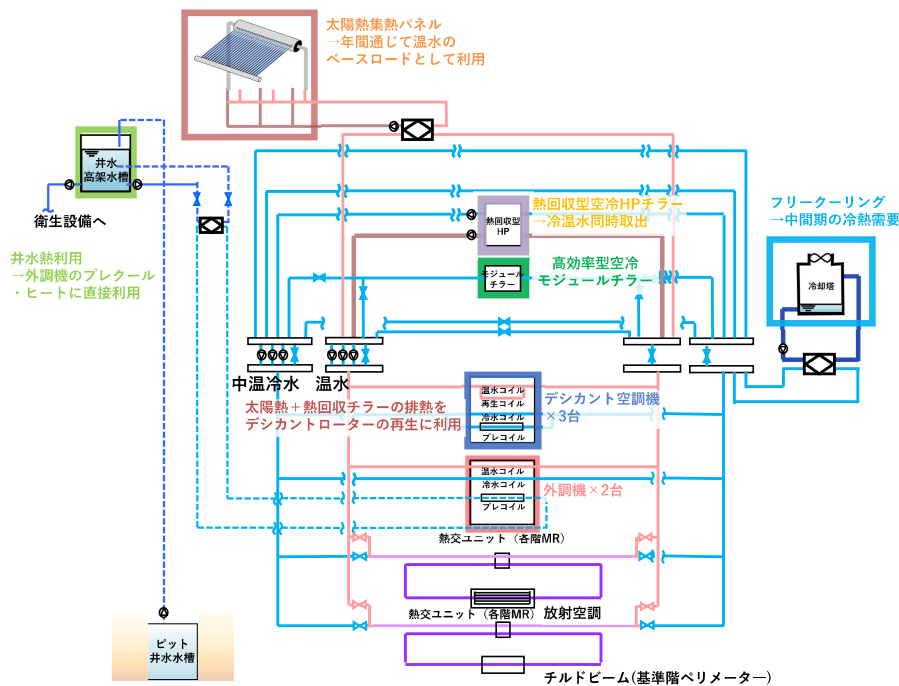 太陽熱集熱パネル
→年間通じて温水の
ベースロードとして利用
井水
高架水槽
衛生設備へ
井水熱利用
→外調機のプレクール
・ヒートに直接利用
熱回収型
HP
熱回収型空冷HPチラー
→冷温水同時取出
モジュール
チラー
高効率型空冷
モジュールチラー
フリークーリング
→中間期の冷熱需要
冷却塔
中温冷水
温水
太陽熱＋熱回収チラーの排熱を
デシカントローターの再生に利用
温水コイル
再生コイル
冷水コイル
プレコイル
デシカント空調機
×3台
温水コイル
冷水コイル
プレコイル
外調機×2台
熱交ユニット（各階MR）
熱交ユニット（各階MR）
放射空調
チルドビーム(基準階ペリメーター)
ピット
井水水槽